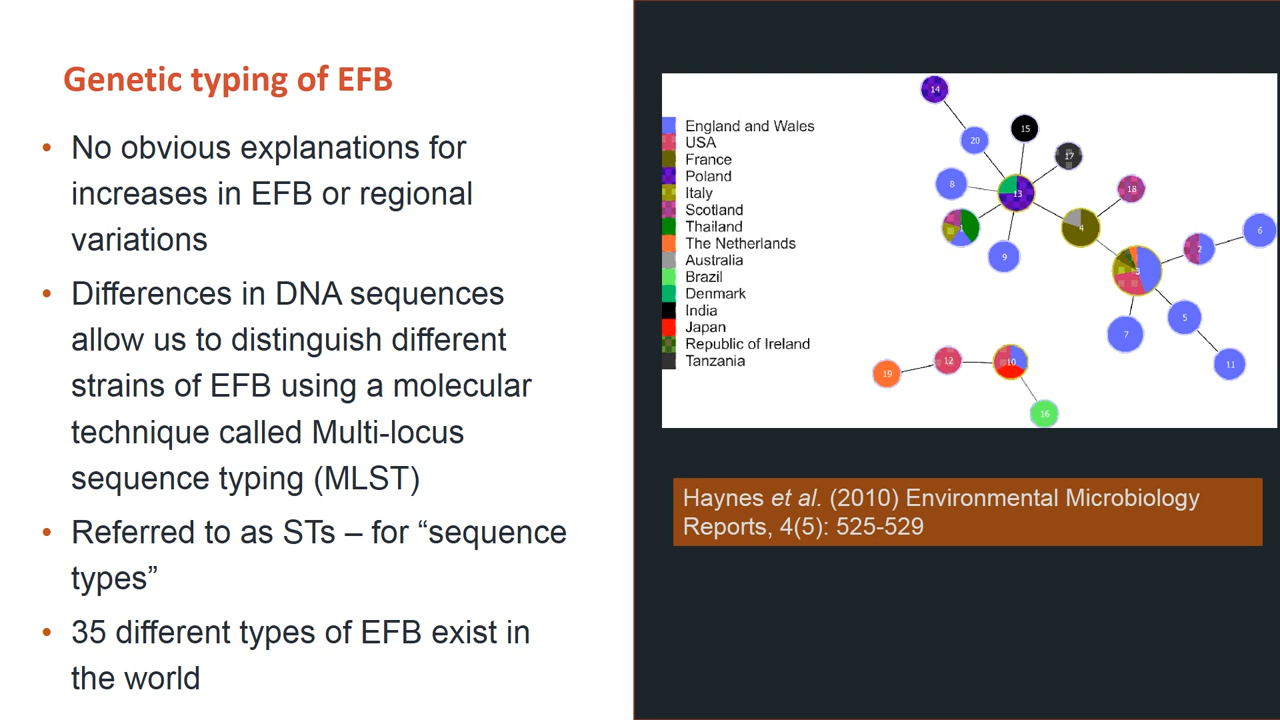 Genetic typing of EFB
• No obvious explanations for
increases in EFB or regional
variations
• Differences in DNA sequences
allow us to distinguish different
strains of EFB using a molecular
technique called Multi-locus
sequence typing (MLST)
• Referred to as STs – for “sequence
types”
• 35 different types of EFB exist in
the world
England and Wales
USA
France
Poland
Italy
Scotland
Thailand
The Netherlands
Australia
Brazil
Denmark
India
Japan
Republic of Ireland
Tanzania
14
20
15
17
8
13
18
1
4
9
6
2
3
5
7
11
10
12
19
16
Haynes et al. (2010) Environmental Microbiology
Reports, 4(5): 525-529